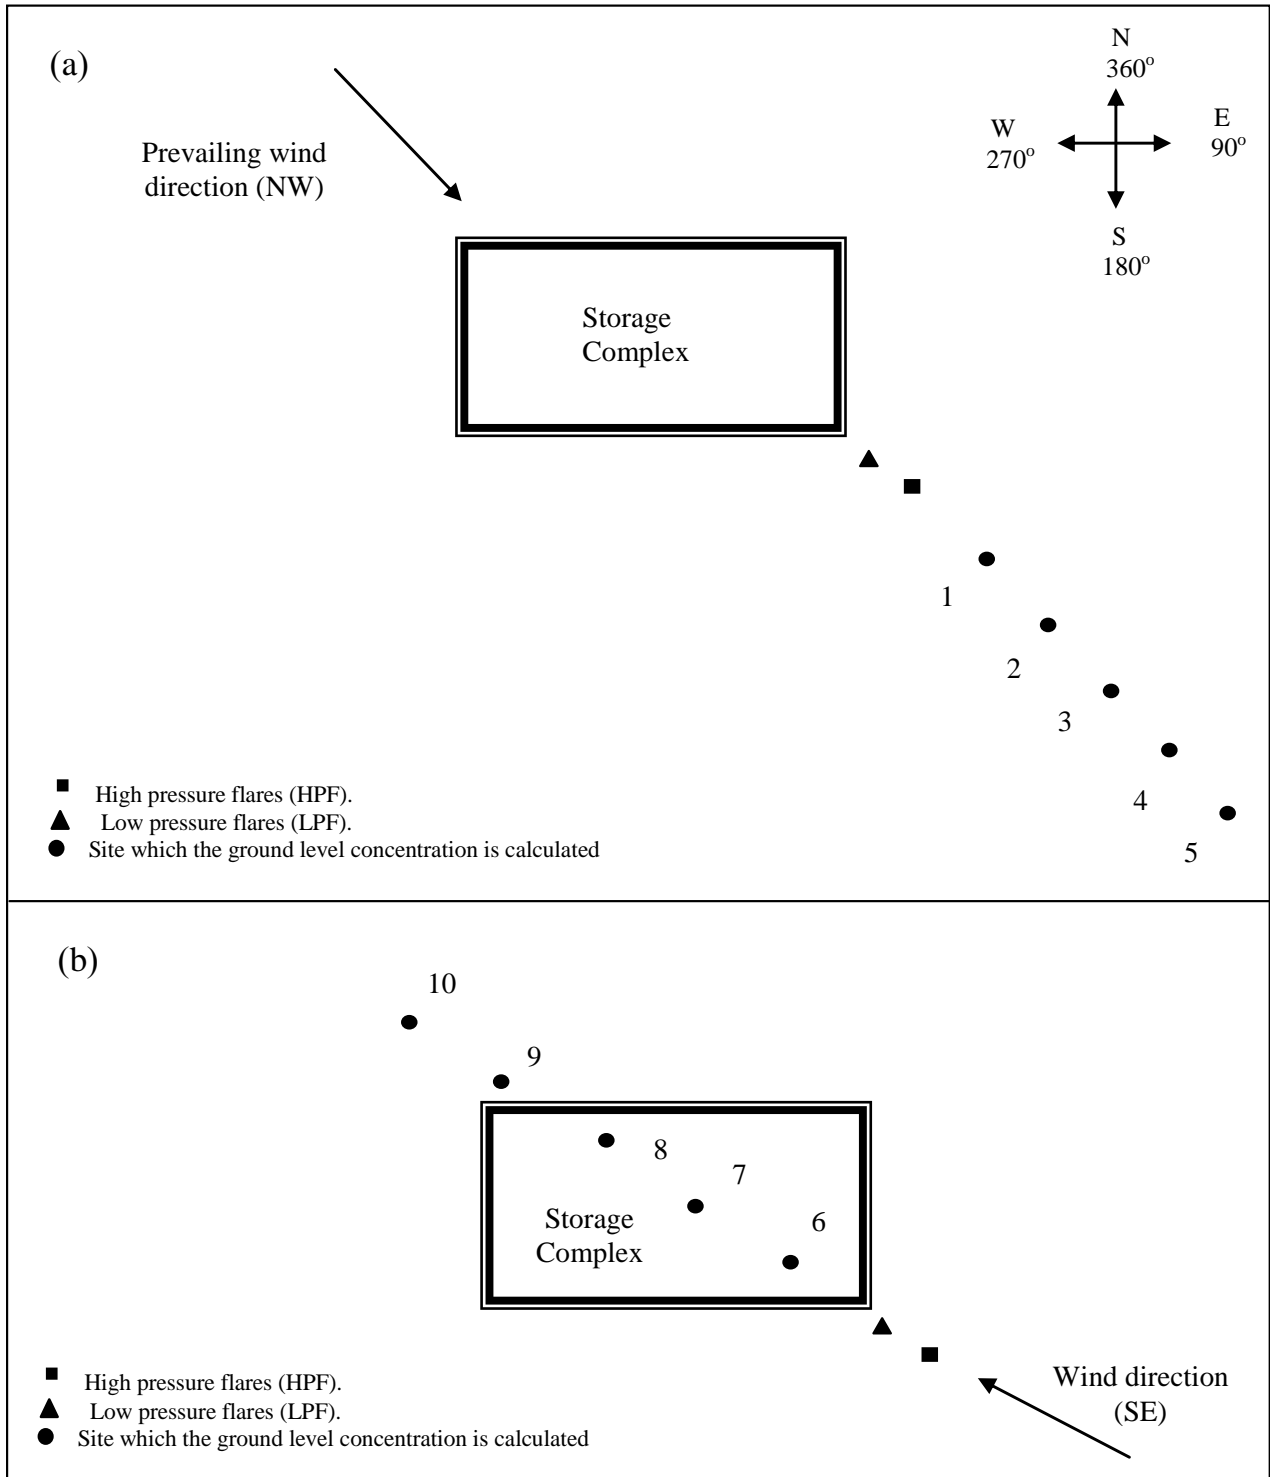 (a)
N
360°
Prevailing wind
direction (NW)
W
270°
E
90°
S
180°
Storage
Complex
1
2
3
4
5
High pressure flares (HPF).
Low pressure flares (LPF).
Site which the ground level concentration is calculated
(b)
10
9
8
7
6
Storage
Complex
Wind direction
(SE)
High pressure flares (HPF).
Low pressure flares (LPF).
Site which the ground level concentration is calculated